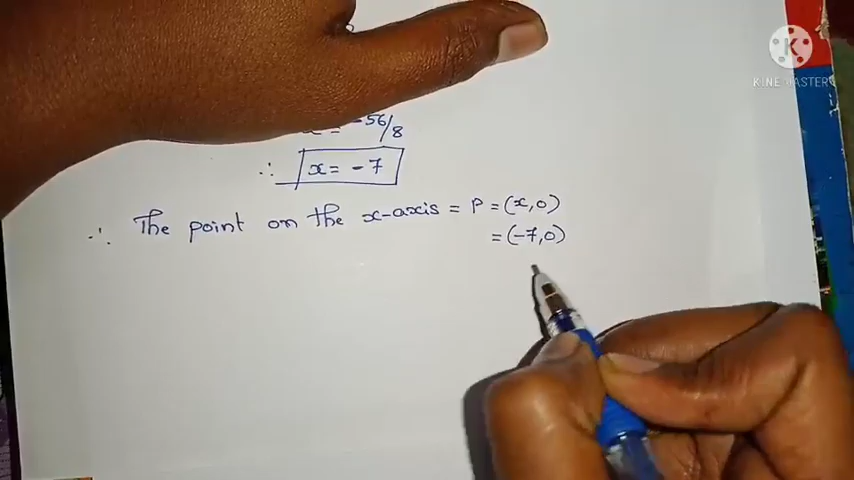 K
KINEMASTER
-56/8
∴ x = -7
∴ The point on the x-axis = P = (x,0)
= (-7,0)